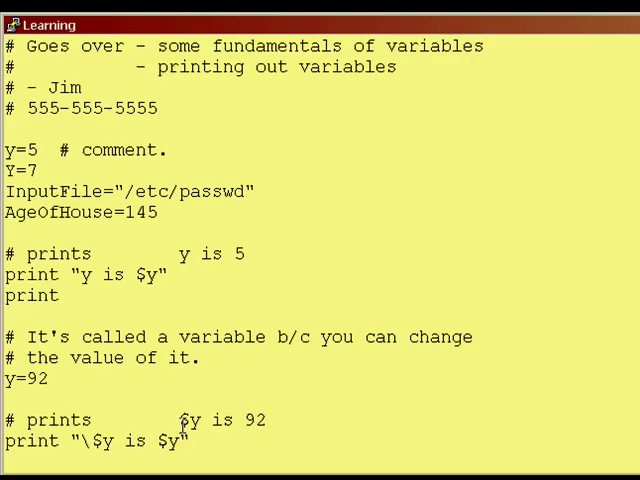 Learning
# Goes over - some fundamentals of variables
#           - printing out variables
# - Jim
# 555-555-5555
y=5  # comment.
Y=7
InputFile="/etc/passwd"
AgeOfHouse=145
# prints        y is 5
print "y is $y"
print
# It's called a variable b/c you can change
# the value of it.
y=92
# prints        $y is 92
print "\$y is $y"